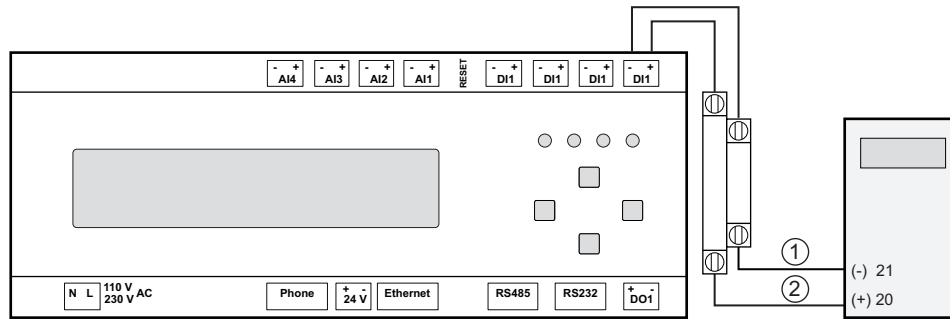 - + AI4
- + AI3
- + AI2
- + AI1
RESET
- + DI1
- + DI1
- + DI1
- + DI1
1
(-) 21
2
(+) 20
N L
110 V
230 V
AC
Phone
+ -
24 V
Ethernet
RS485
RS232
+ -
DO1